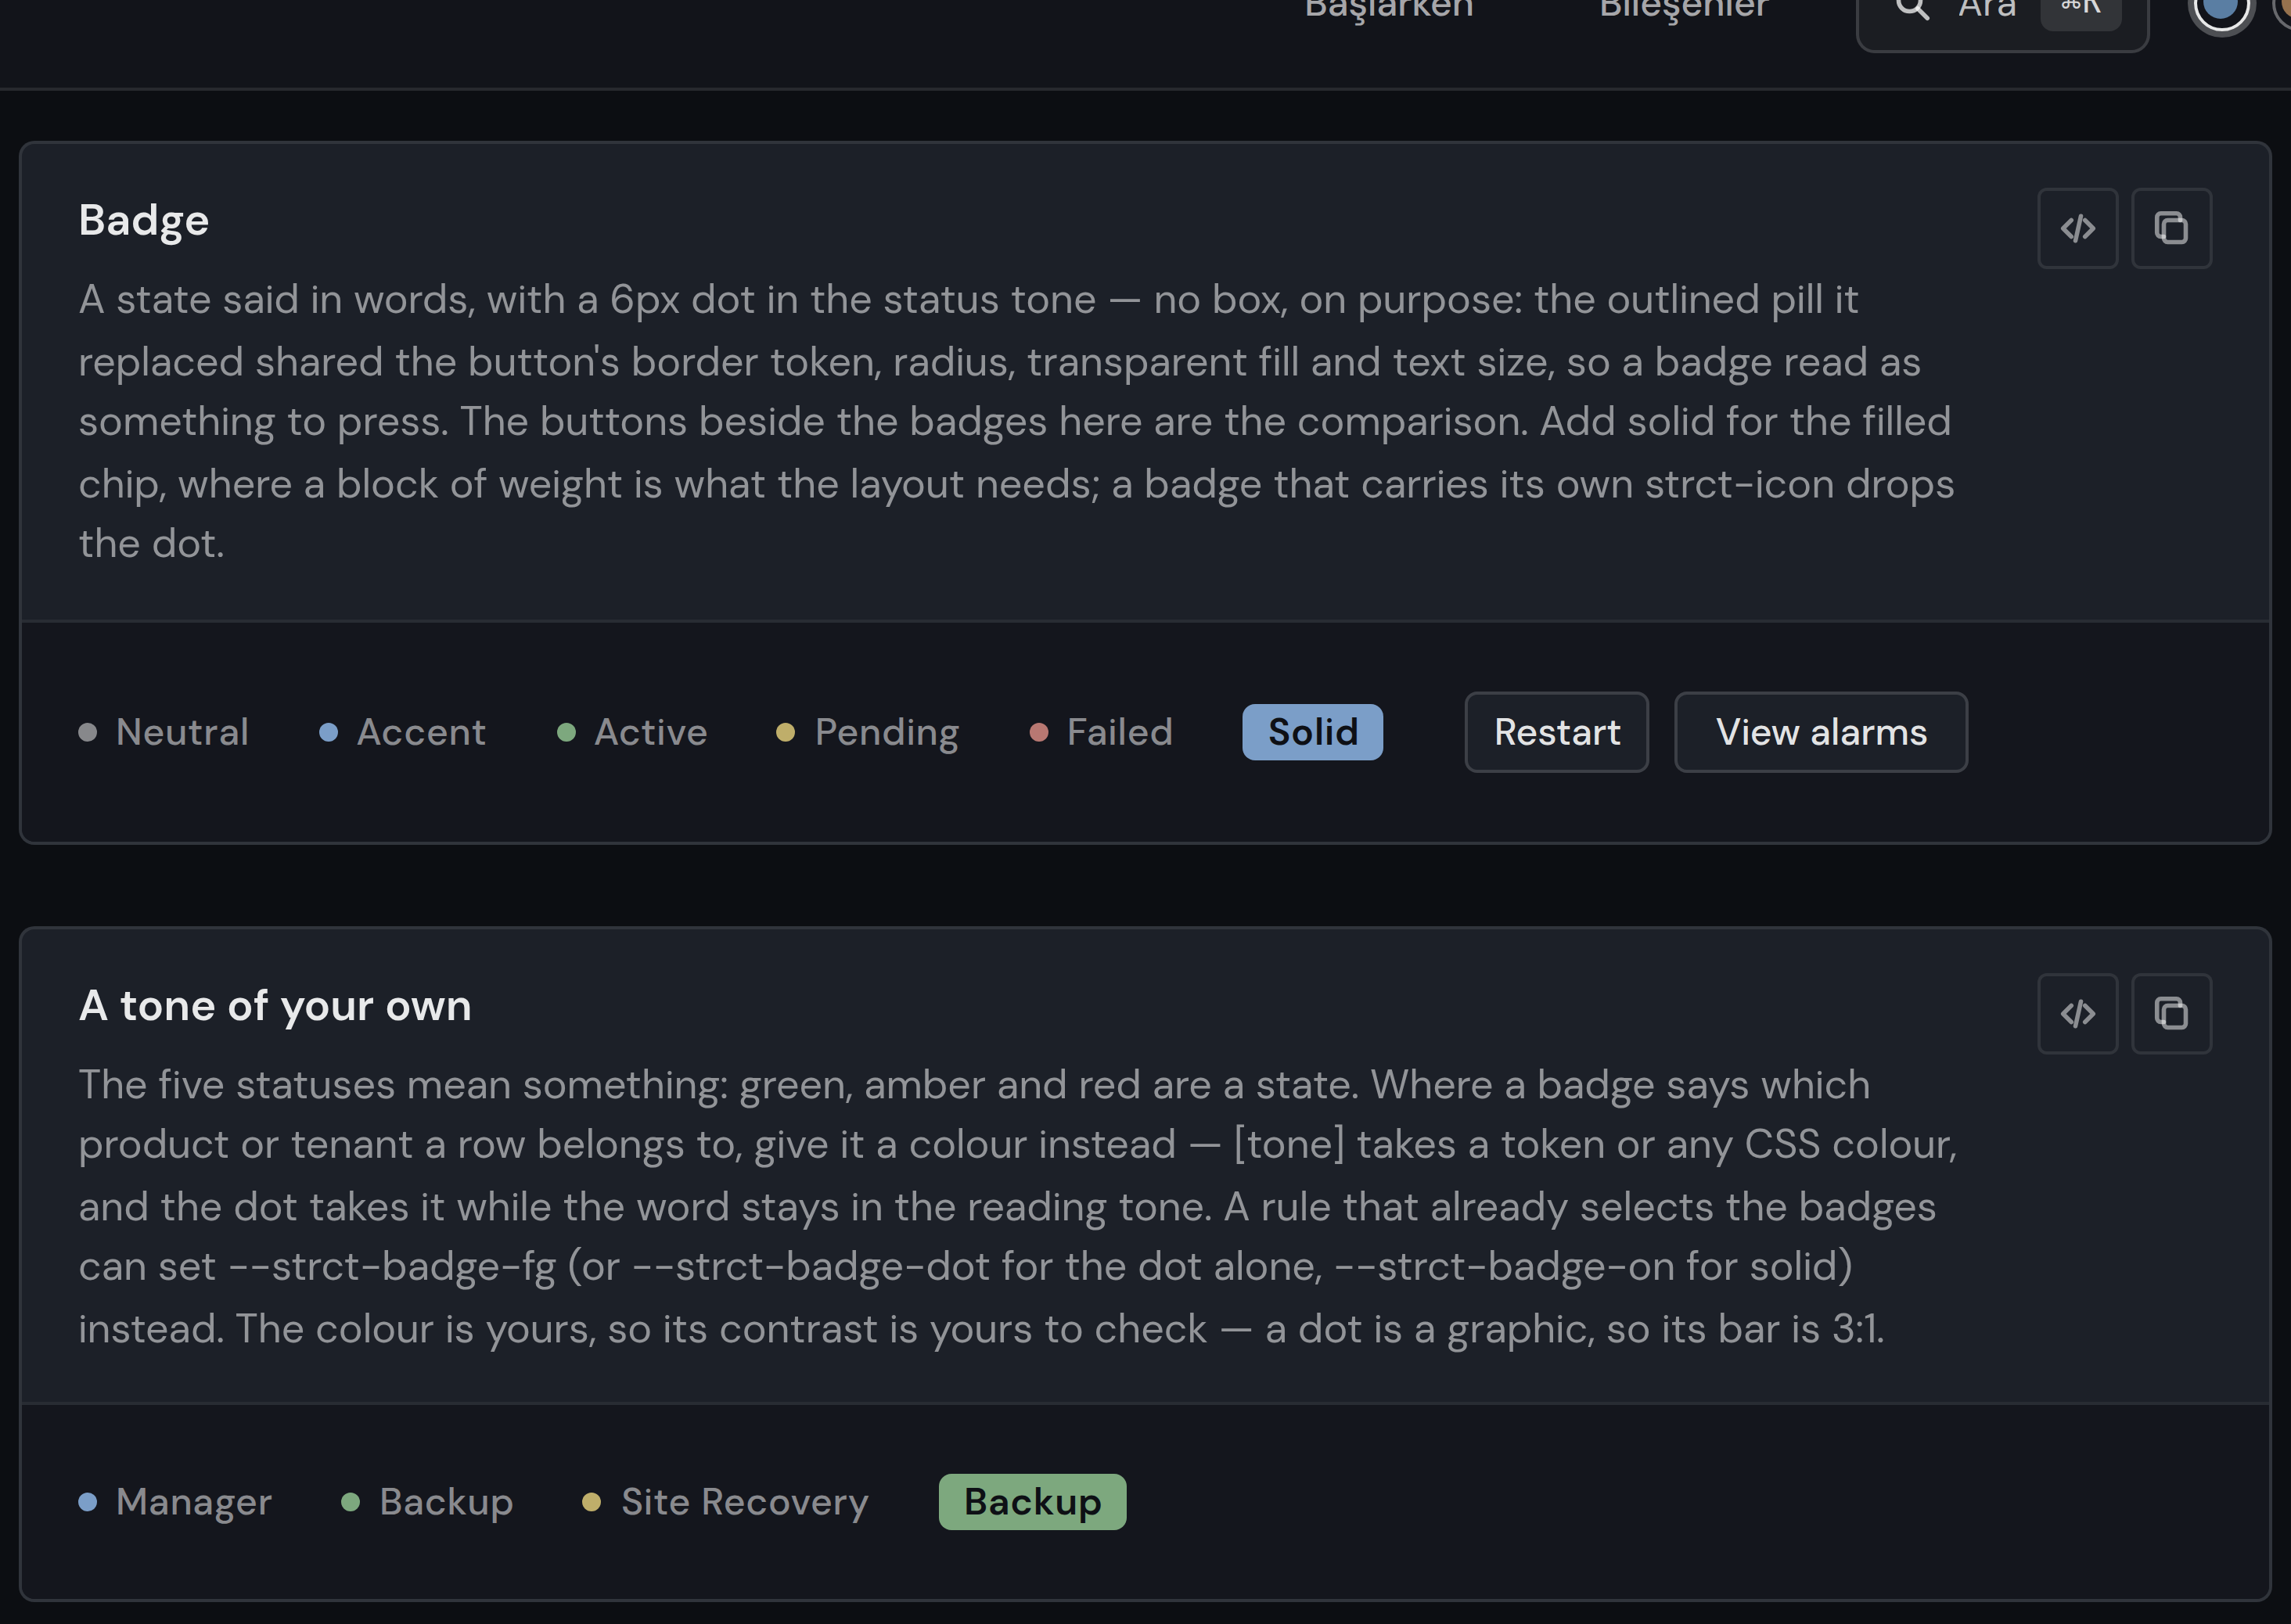 Başlarken
Bileşenler
Ara
⌘K
Badge
A state said in words, with a 6px dot in the status tone — no box, on purpose: the outlined pill it
replaced shared the button's border token, radius, transparent fill and text size, so a badge read as
something to press. The buttons beside the badges here are the comparison. Add solid for the filled
chip, where a block of weight is what the layout needs; a badge that carries its own strct-icon drops
the dot.
Neutral
Accent
Active
Pending
Failed
Solid
Restart
View alarms
A tone of your own
The five statuses mean something: green, amber and red are a state. Where a badge says which
product or tenant a row belongs to, give it a colour instead — [tone] takes a token or any CSS colour,
and the dot takes it while the word stays in the reading tone. A rule that already selects the badges
can set --strct-badge-fg (or --strct-badge-dot for the dot alone, --strct-badge-on for solid)
instead. The colour is yours, so its contrast is yours to check — a dot is a graphic, so its bar is 3:1.
Manager
Backup
Site Recovery
Backup